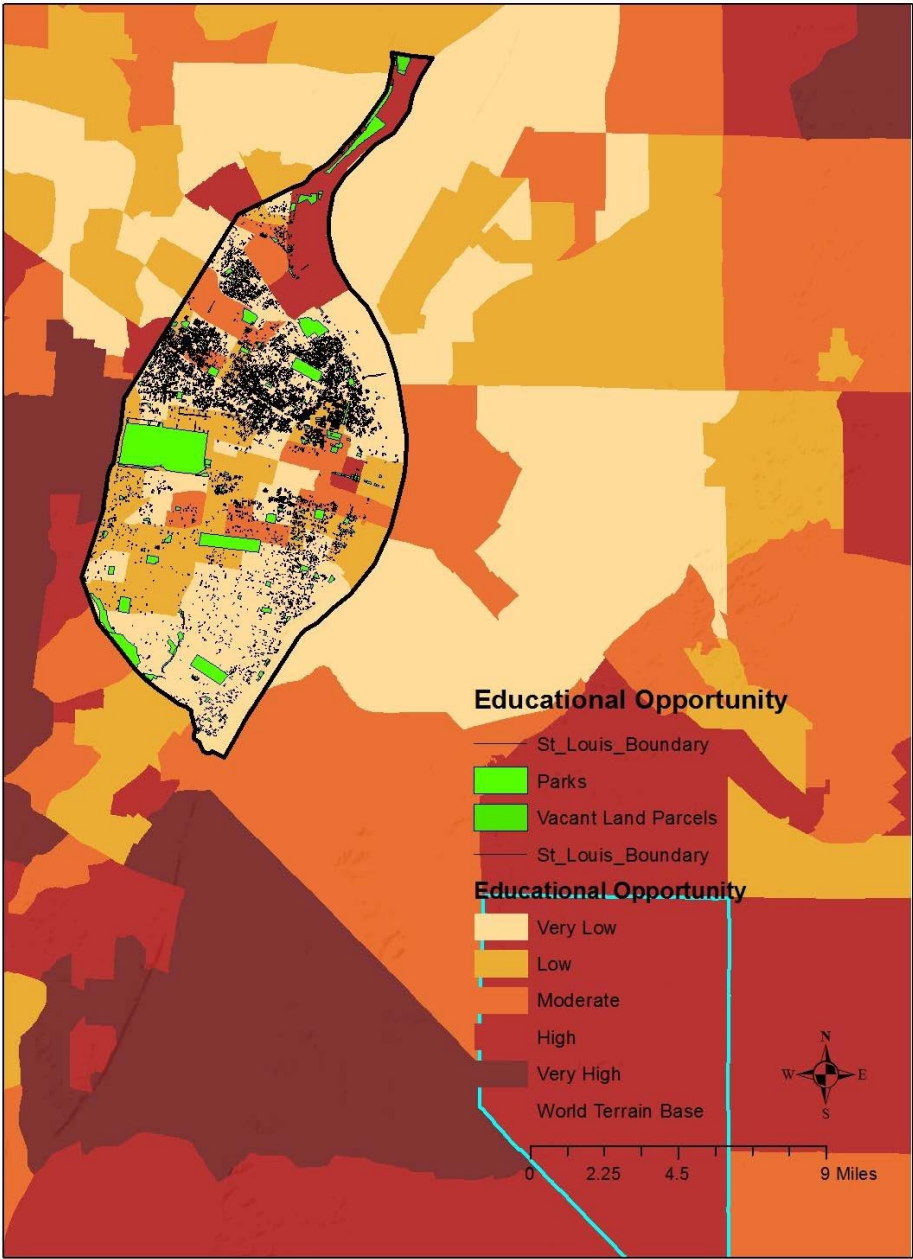 Educational Opportunity
St_Louis_Boundary
Parks
Vacant Land Parcels
St_Louis_Boundary
Educational Opportunity
Very Low
Low
Moderate
High
Very High
World Terrain Base
N
W E
S
0 2.25 4.5 9 Miles